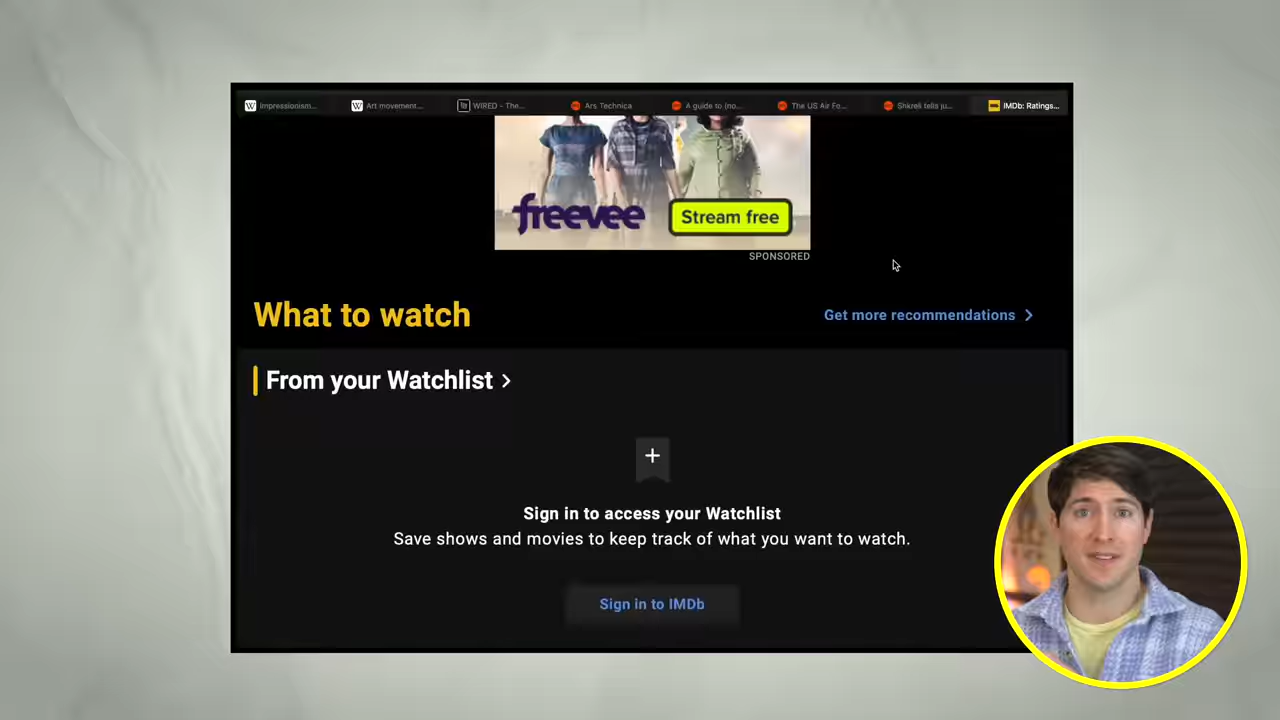 Impressionism...
Art movement...
WIRED - The...
Ars Technica
A guide to (no...
The US Air Fo...
Shkreli tells ju...
IMDb: Ratings...
freevee
Stream free
SPONSORED
What to watch
Get more recommendations
From your Watchlist
Sign in to access your Watchlist
Save shows and movies to keep track of what you want to watch.
Sign in to IMDb